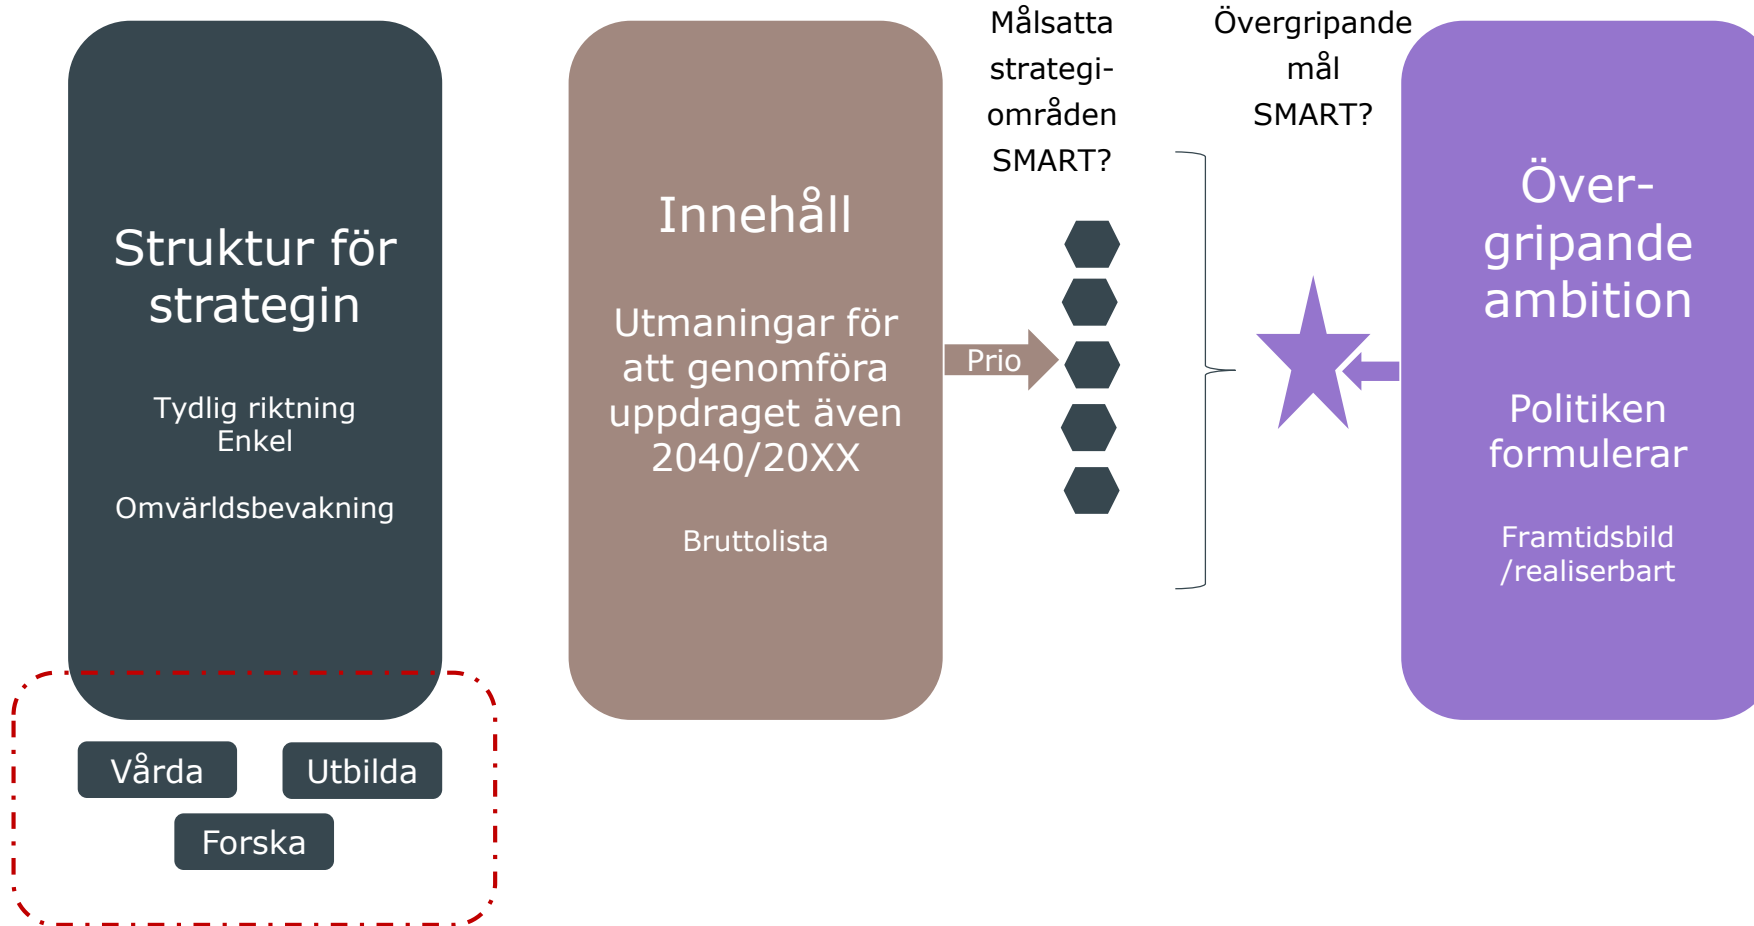 Struktur för
strategin
Tydlig riktning
Enkel
Omvärldsbevakning
Vårda
Utbilda
Forska
Innehåll
Utmaningar för
att genomföra
uppdraget även
2040/20XX
Bruttolista
Prio
Målsatta
strategi-
områden
SMART?
Övergripande
mål
SMART?
Över-
gripande
ambition
Politiken
formulerar
Framtidsbild
/realiserbart